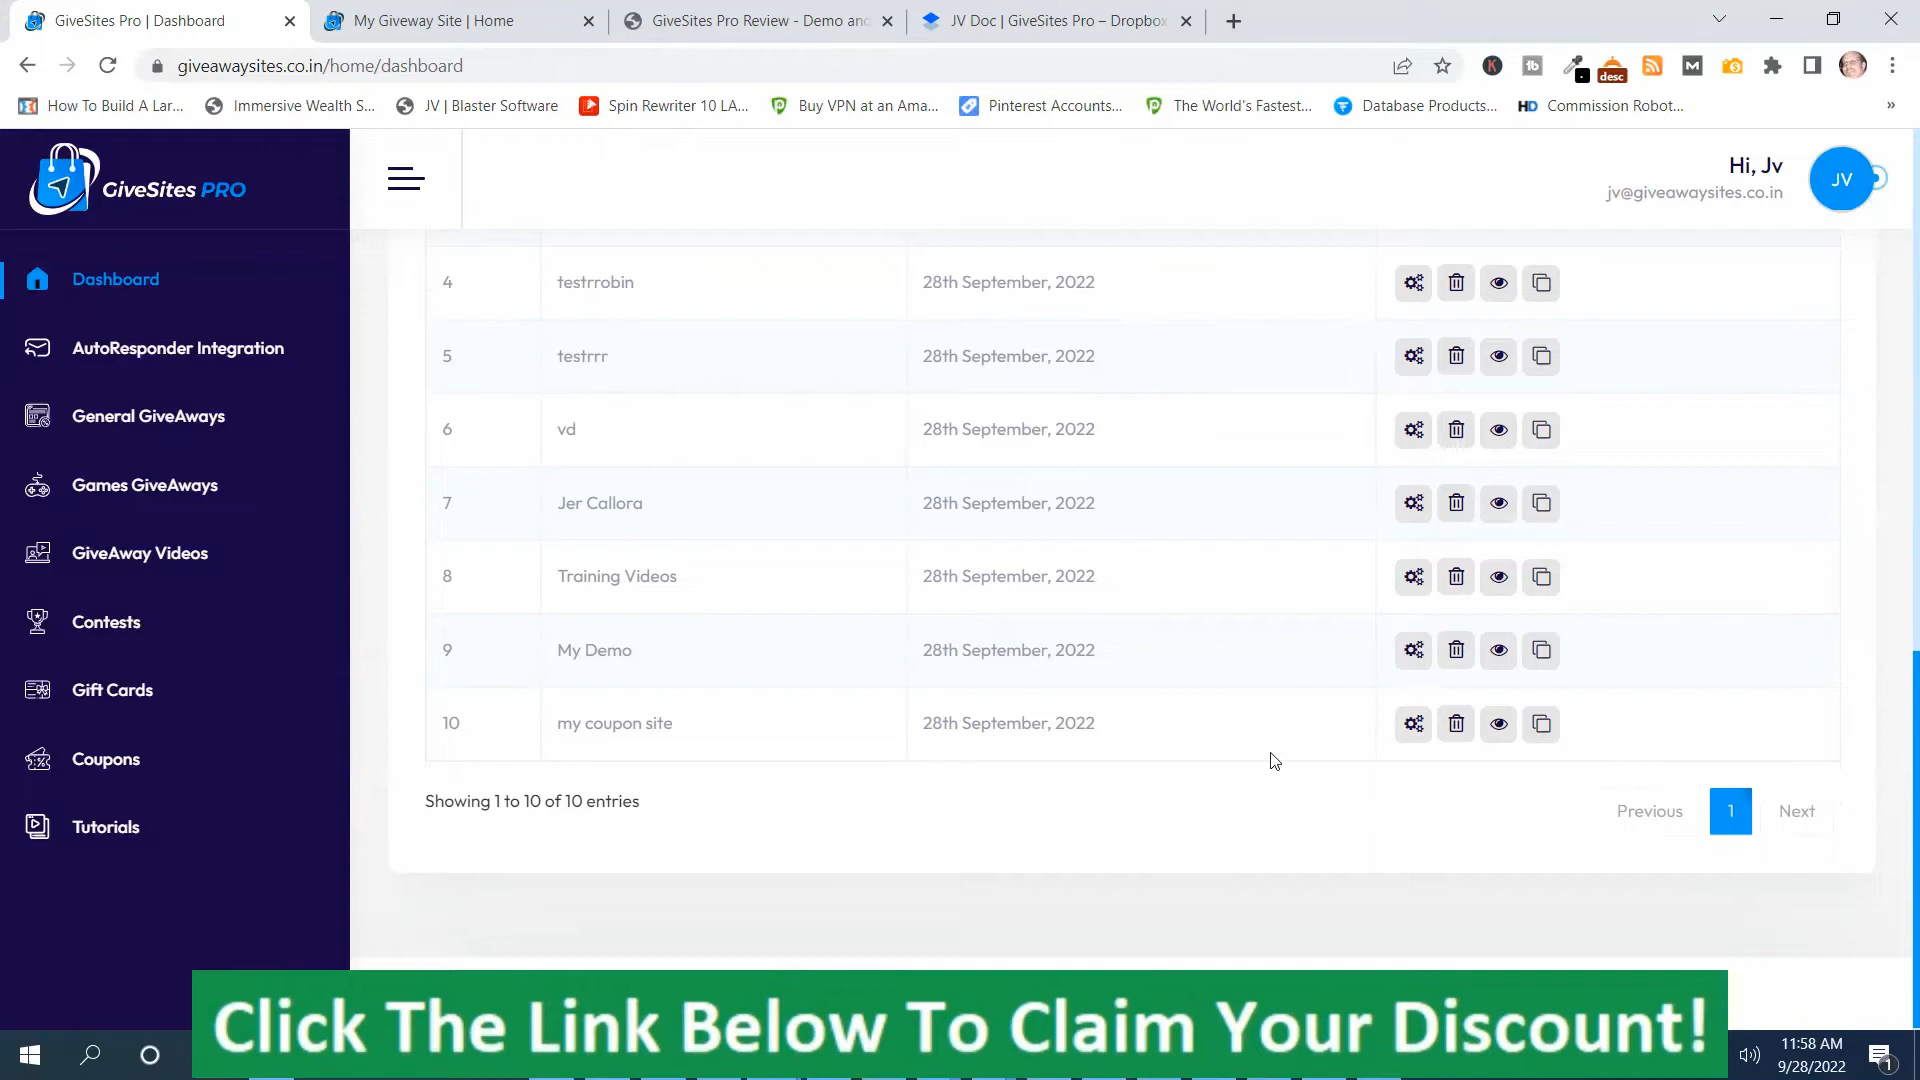 GiveSites Pro | Dashboard
My Giveway Site | Home
GiveSites Pro Review - Demo and
JV Doc | GiveSites Pro – Dropbox
giveawaysites.co.in/home/dashboard
desc
How To Build A Lar...
Immersive Wealth S...
JV | Blaster Software
Spin Rewriter 10 LA...
Buy VPN at an Ama...
Pinterest Accounts...
The World's Fastest...
Database Products...
HD Commission Robot...
»
GiveSites PRO
Hi, Jv
jv@giveawaysites.co.in
JV
Dashboard
AutoResponder Integration
General GiveAways
Games GiveAways
GiveAway Videos
Contests
Gift Cards
Coupons
Tutorials
4 testrrobin 28th September, 2022
5 testrrr 28th September, 2022
6 vd 28th September, 2022
7 Jer Callora 28th September, 2022
8 Training Videos 28th September, 2022
9 My Demo 28th September, 2022
10 my coupon site 28th September, 2022
Showing 1 to 10 of 10 entries
Previous 1 Next
Click The Link Below To Claim Your Discount!
11:58 AM
9/28/2022
1